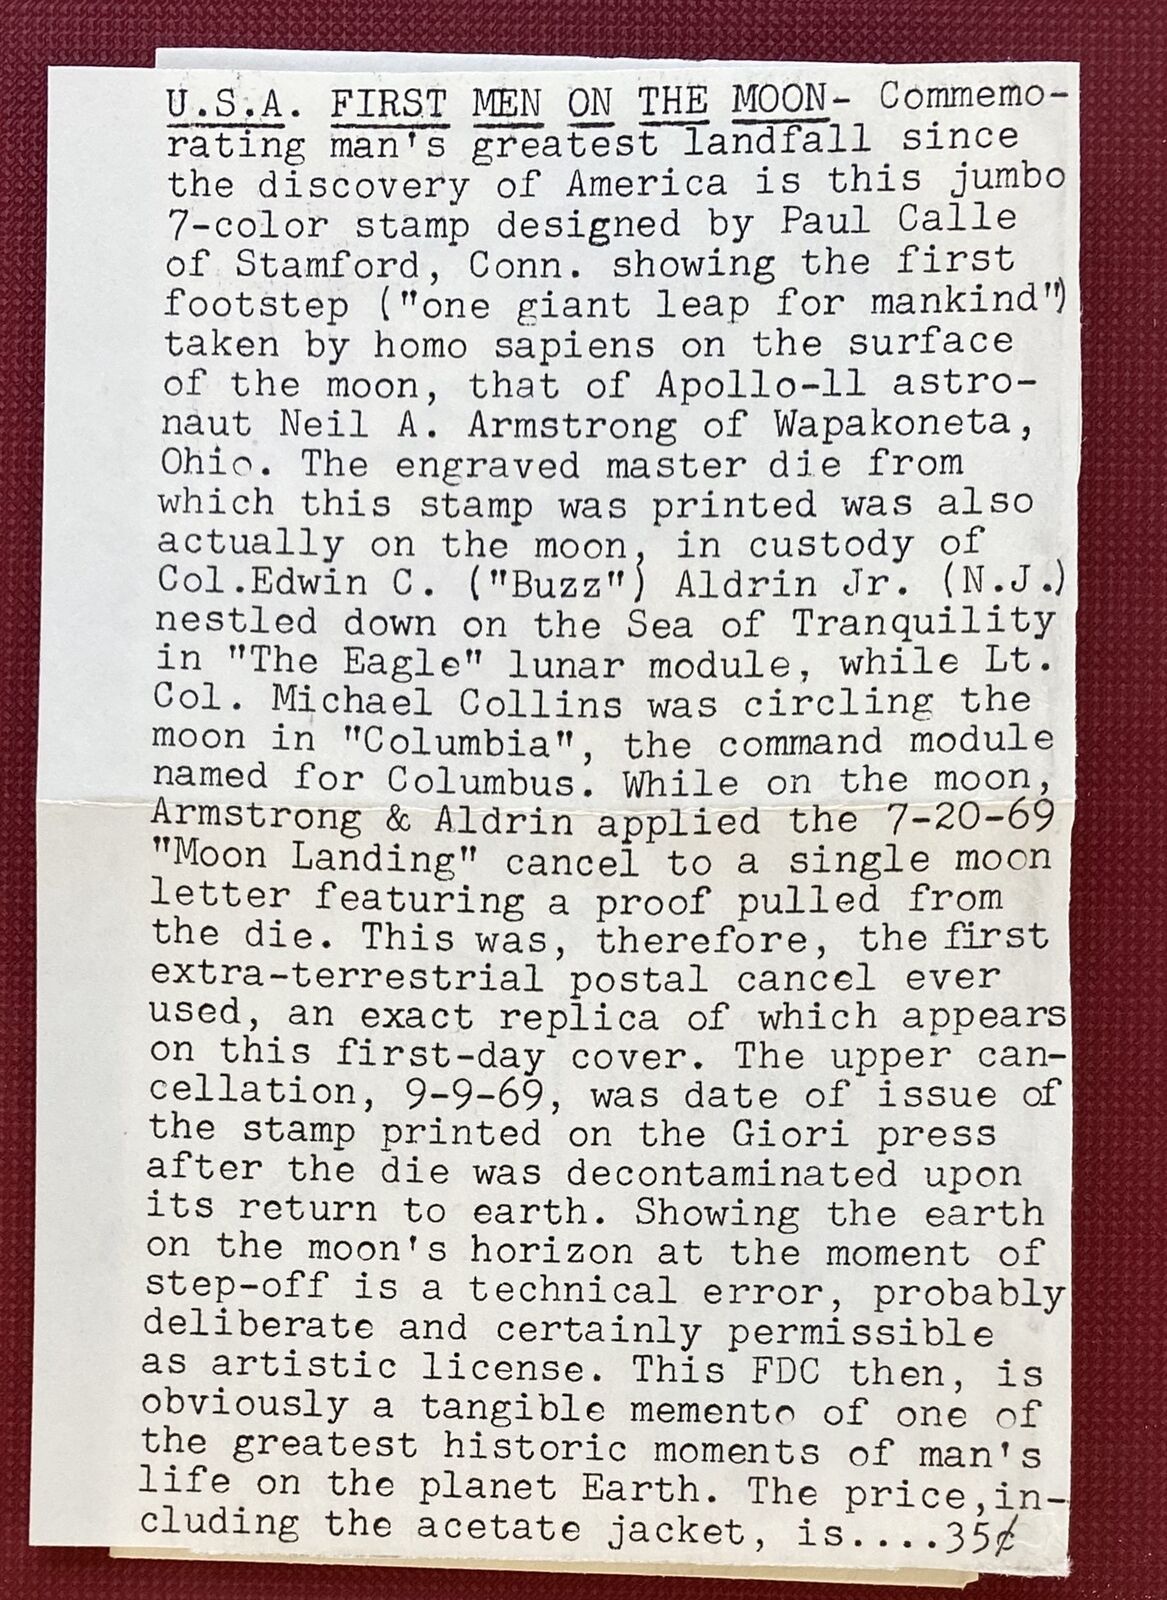 U.S.A. FIRST MEN ON THE MOON- Commemo-
rating man's greatest landfall since
the discovery of America is this jumbo
7-color stamp designed by Paul Calle
of Stamford, Conn. showing the first
footstep ("one giant leap for mankind")
taken by homo sapiens on the surface
of the moon, that of Apollo-ll astro-
naut Neil A. Armstrong of Wapakoneta,
Ohio. The engraved master die from
which this stamp was printed was also
actually on the moon, in custody of
Col.Edwin C. ("Buzz") Aldrin Jr. (N.J.)
nestled down on the Sea of Tranquility
in "The Eagle" lunar module, while Lt.
Col. Michael Collins was circling the
moon in "Columbia", the command module
named for Columbus. While on the moon,
Armstrong & Aldrin applied the 7-20-69
"Moon Landing" cancel to a single moon
letter featuring a proof pulled from
the die. This was, therefore, the first
extra-terrestrial postal cancel ever
used, an exact replica of which appears
on this first-day cover. The upper can-
cellation, 9-9-69, was date of issue of
the stamp printed on the Giori press
after the die was decontaminated upon
its return to earth. Showing the earth
on the moon's horizon at the moment of
step-off is a technical error, probably
deliberate and certainly permissible
as artistic license. This FDC then, is
obviously a tangible memento of one of
the greatest historic moments of man's
life on the planet Earth. The price,in-
cluding the acetate jacket, is....35¢